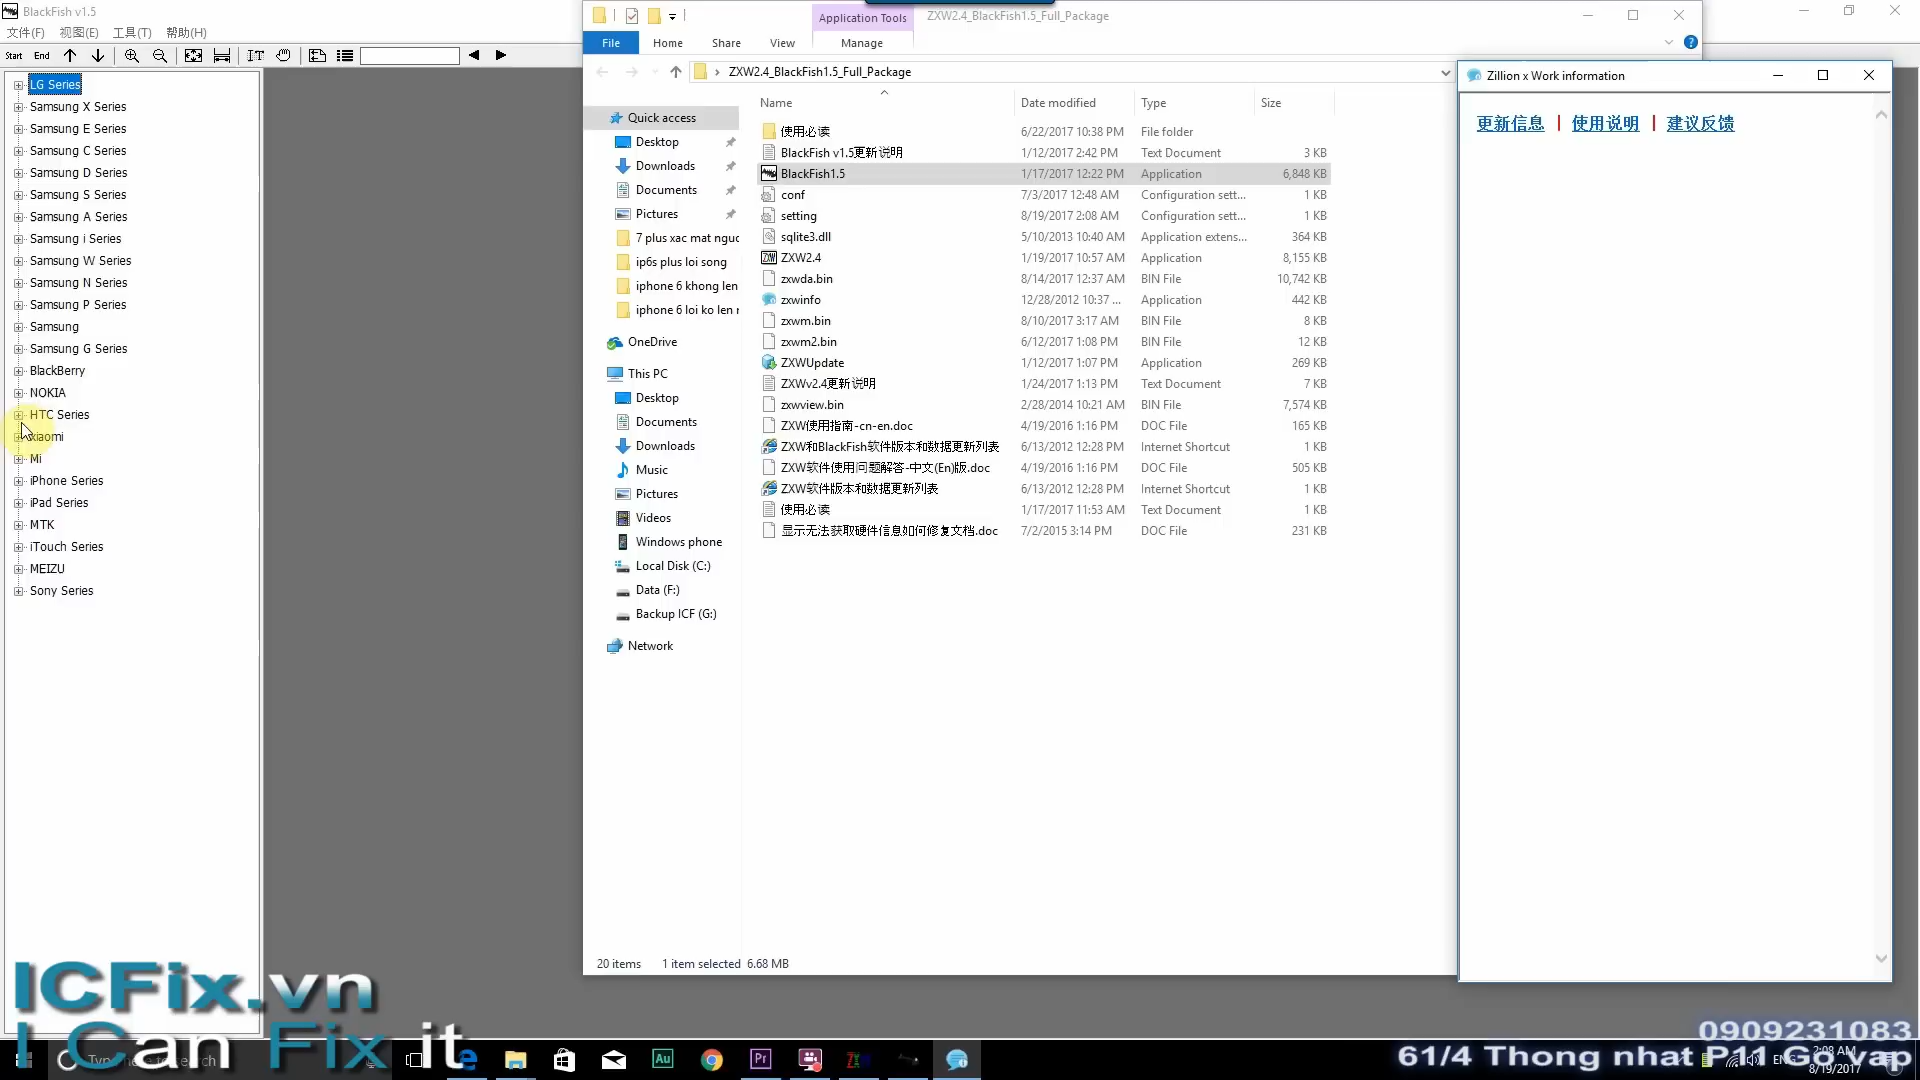 BlackFish v1.5
文件(F) 视图(E) 工具(T) 帮助(H)
Start End
LG Series
Samsung X Series
Samsung E Series
Samsung C Series
Samsung D Series
Samsung S Series
Samsung A Series
Samsung i Series
Samsung W Series
Samsung N Series
Samsung P Series
Samsung
Samsung G Series
BlackBerry
NOKIA
HTC Series
xiaomi
Mi
iPhone Series
iPad Series
MTK
iTouch Series
MEIZU
Sony Series
Application Tools ZXW2.4_BlackFish1.5_Full_Package
File Home Share View Manage
ZXW2.4_BlackFish1.5_Full_Package
Quick access
Desktop
Downloads
Documents
Pictures
7 plus xac mat nguc
ip6s plus loi song
iphone 6 khong len
iphone 6 loi ko len
OneDrive
This PC
Desktop
Documents
Downloads
Music
Pictures
Videos
Windows phone
Local Disk (C:)
Data (F:)
Backup ICF (G:)
Network
Name Date modified Type Size
使用必读 6/22/2017 10:38 PM File folder
BlackFish v1.5更新说明 1/12/2017 2:42 PM Text Document 3 KB
BlackFish1.5 1/17/2017 12:22 PM Application 6,848 KB
conf 7/3/2017 12:48 AM Configuration sett... 1 KB
setting 8/19/2017 2:08 AM Configuration sett... 1 KB
sqlite3.dll 5/10/2013 10:40 AM Application extens... 364 KB
ZXW2.4 1/19/2017 10:57 AM Application 8,155 KB
zxwda.bin 8/14/2017 12:37 AM BIN File 10,742 KB
zxwinfo 12/28/2012 10:37 ... Application 442 KB
zxwm.bin 8/10/2017 3:17 AM BIN File 8 KB
zxwm2.bin 6/12/2017 1:08 PM BIN File 12 KB
ZXWUpdate 1/12/2017 1:07 PM Application 269 KB
ZXWv2.4更新说明 1/24/2017 1:13 PM Text Document 7 KB
zxwview.bin 2/28/2014 10:21 AM BIN File 7,574 KB
ZXW使用指南-cn-en.doc 4/19/2016 1:16 PM DOC File 165 KB
ZXW和BlackFish软件版本和数据更新列表 6/13/2012 12:28 PM Internet Shortcut 1 KB
ZXW软件使用问题解答-中文(En)版.doc 4/19/2016 1:16 PM DOC File 505 KB
ZXW软件版本和数据更新列表 6/13/2012 12:28 PM Internet Shortcut 1 KB
使用必读 1/17/2017 11:53 AM Text Document 1 KB
显示无法获取硬件信息如何修复文档.doc 7/2/2015 3:14 PM DOC File 231 KB
20 items 1 item selected 6.68 MB
Zillion x Work information
更新信息 | 使用说明 | 建议反馈
ICFix.vn
I Can Fix it
0909231083
61/4 Thong nhat P11 Go vap
Au Pr
2:08 AM
8/19/2017